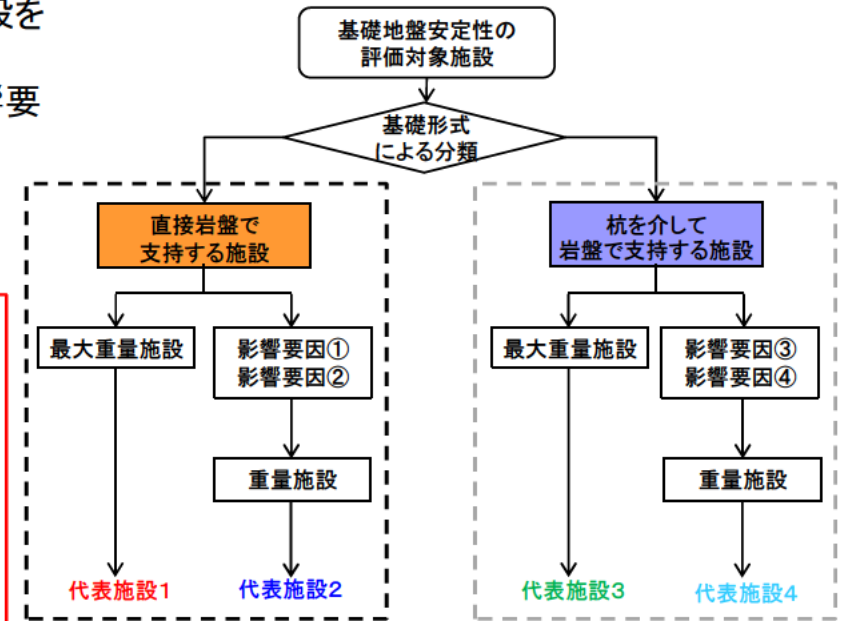 設を
要
基礎地盤安定性の
評価対象施設
基礎形式
による分類
直接岩盤で
支持する施設
杭を介して
岩盤で支持する施設
最大重量施設
影響要因①
影響要因②
最大重量施設
影響要因③
影響要因④
重量施設
重量施設
代表施設1
代表施設2
代表施設3
代表施設4